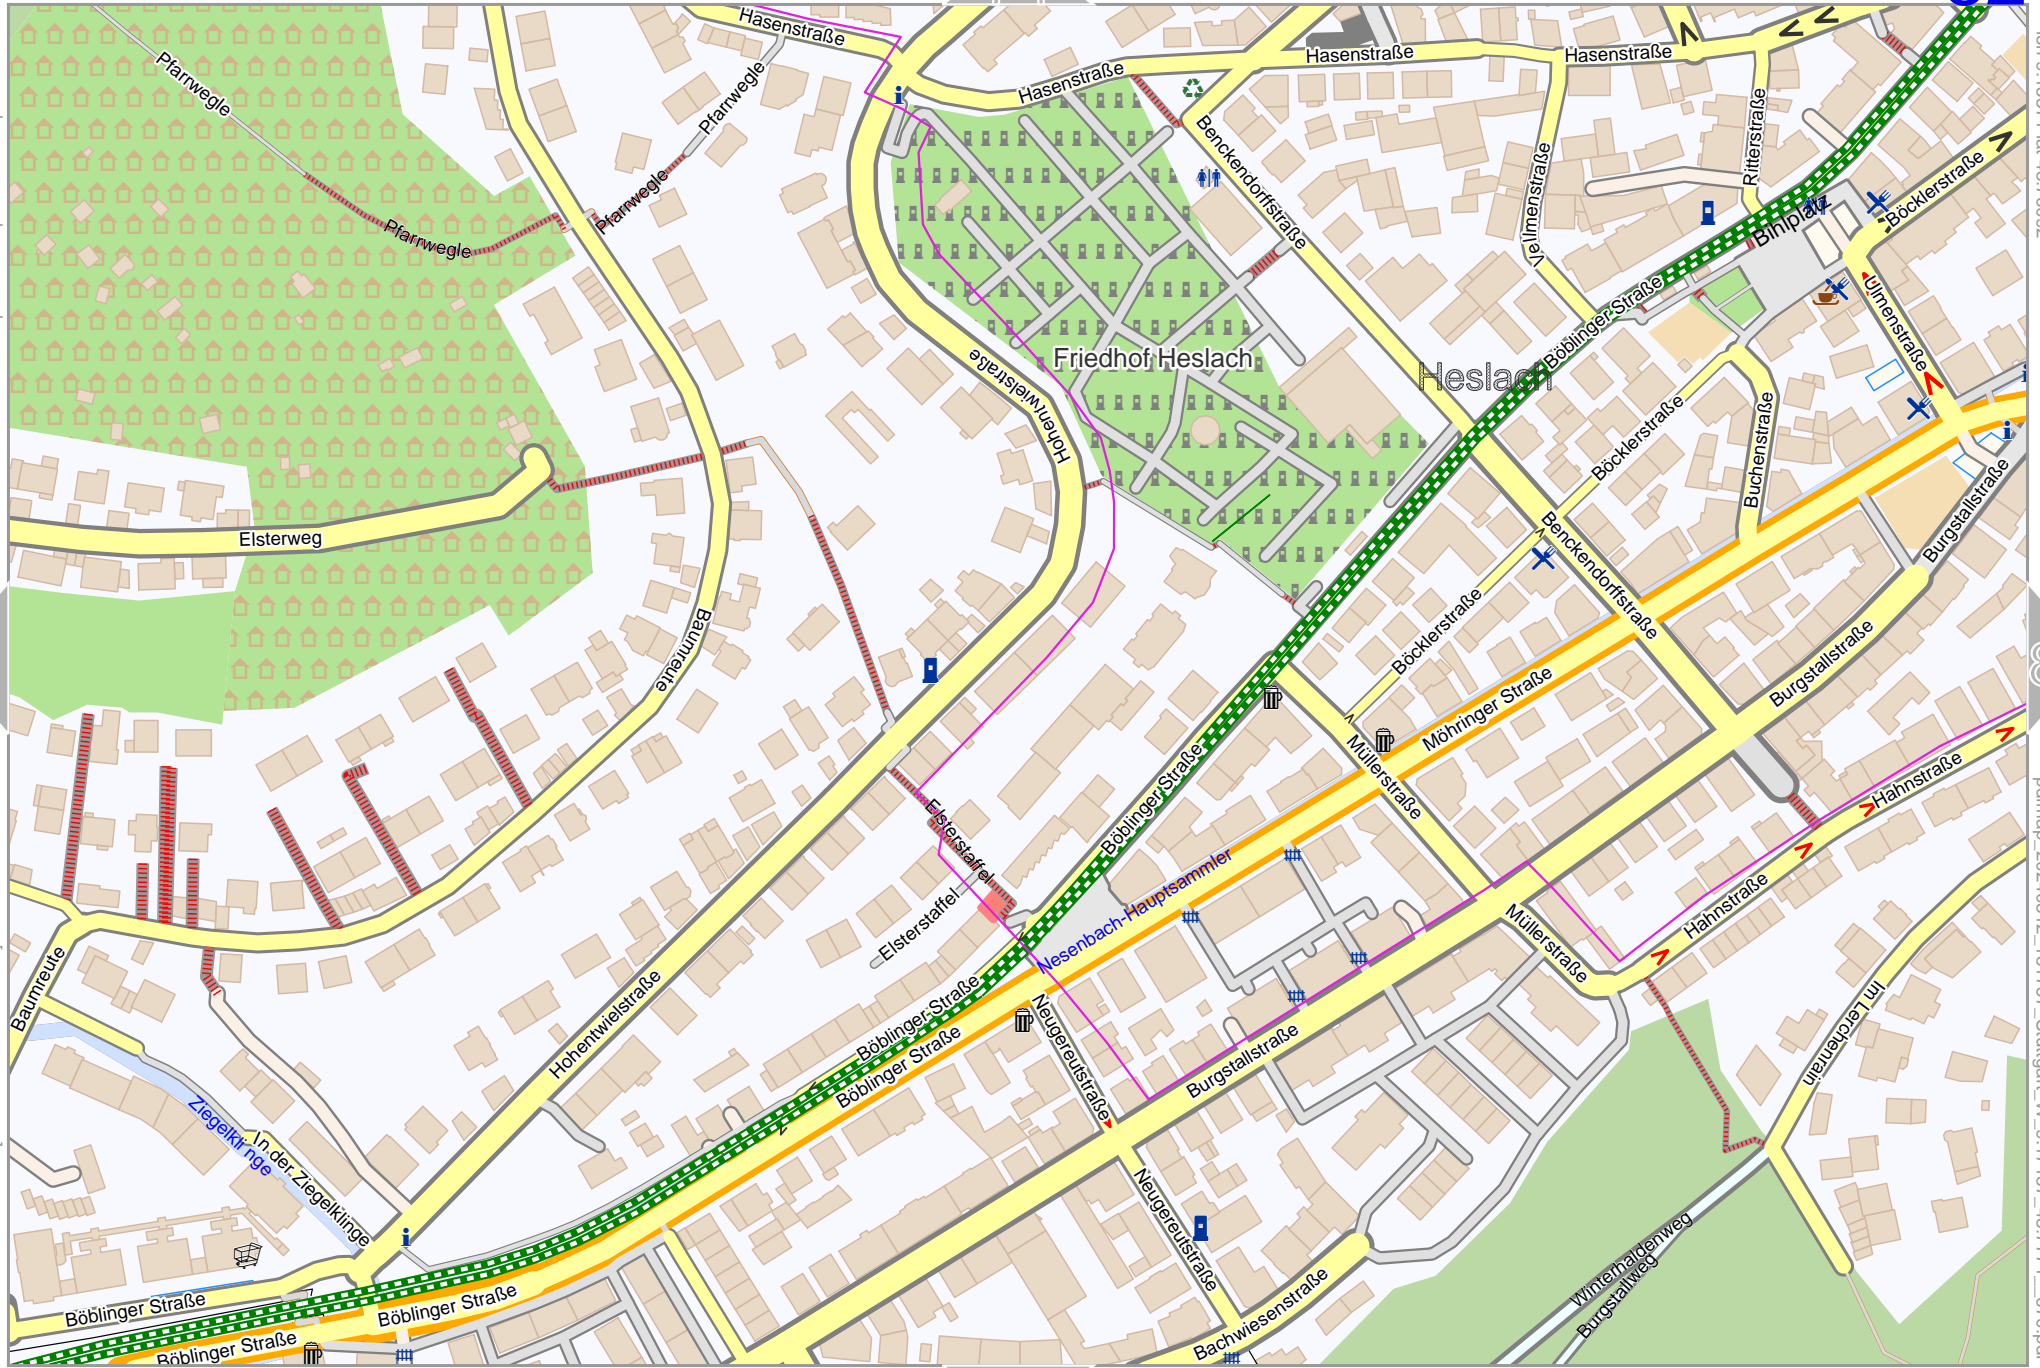 Hasenstraße
Hasenstraße
Hasenstraße
Hasenstraße
Pfarrwegle
Pfarrwegle
Pfarrwegle
Pfarrwegle
Benckendorfstraße
Vellmenstraße
Ritterstraße
Bihlplatz
Böcklerstraße
Ulmenstraße
Böblinger Straße
Friedhof Heslach
Heslach
Hohentwielstraße
Böcklerstraße
Buchenstraße
Burgstallstraße
Elsterweg
Benckendorffstraße
Böcklerstraße
Baumreute
Burgstallstraße
Möhringer Straße
Müllerstraße
Böblinger Straße
Hahnstraße
Elsterstaffel
Nesenbach-Hauptsammler
Elsterstaffel
Hahnstraße
Müllerstraße
Baumreute
Hohentwielstraße
Böblinger Straße
Böblinger Straße
Neugereutstraße
Burgstallstraße
Im Lerchenrain
Ziegelklinge
In der Ziegelklinge
Neugereutstraße
Winterhaldenweg
Burgstallweg
Böblinger Straße
Böblinger Straße
Böblinger Straße
Bachwiesenstraße